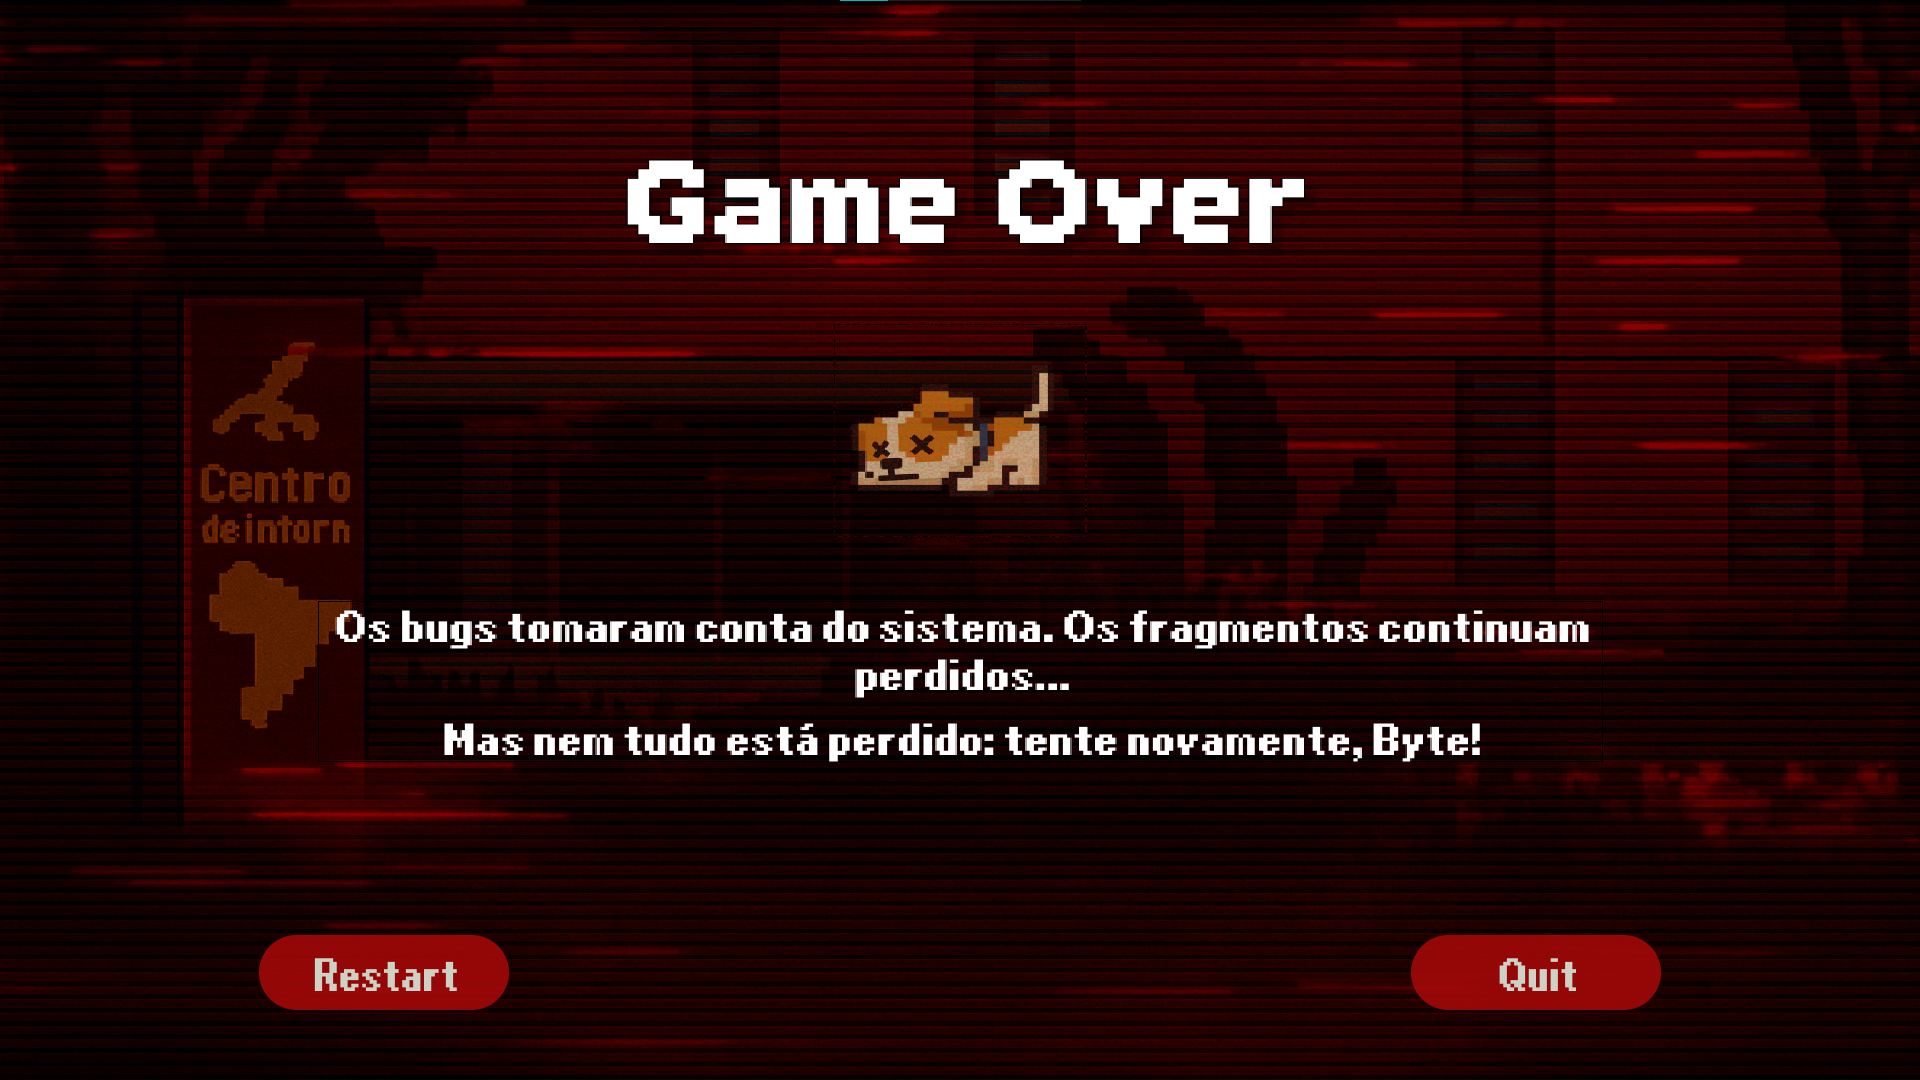 Game Over
Centro
de intorn
Os bugs tomaram conta do sistema. Os fragmentos continuam
perdidos...
Mas nem tudo está perdido: tente novamente, Byte!
Restart
Quit